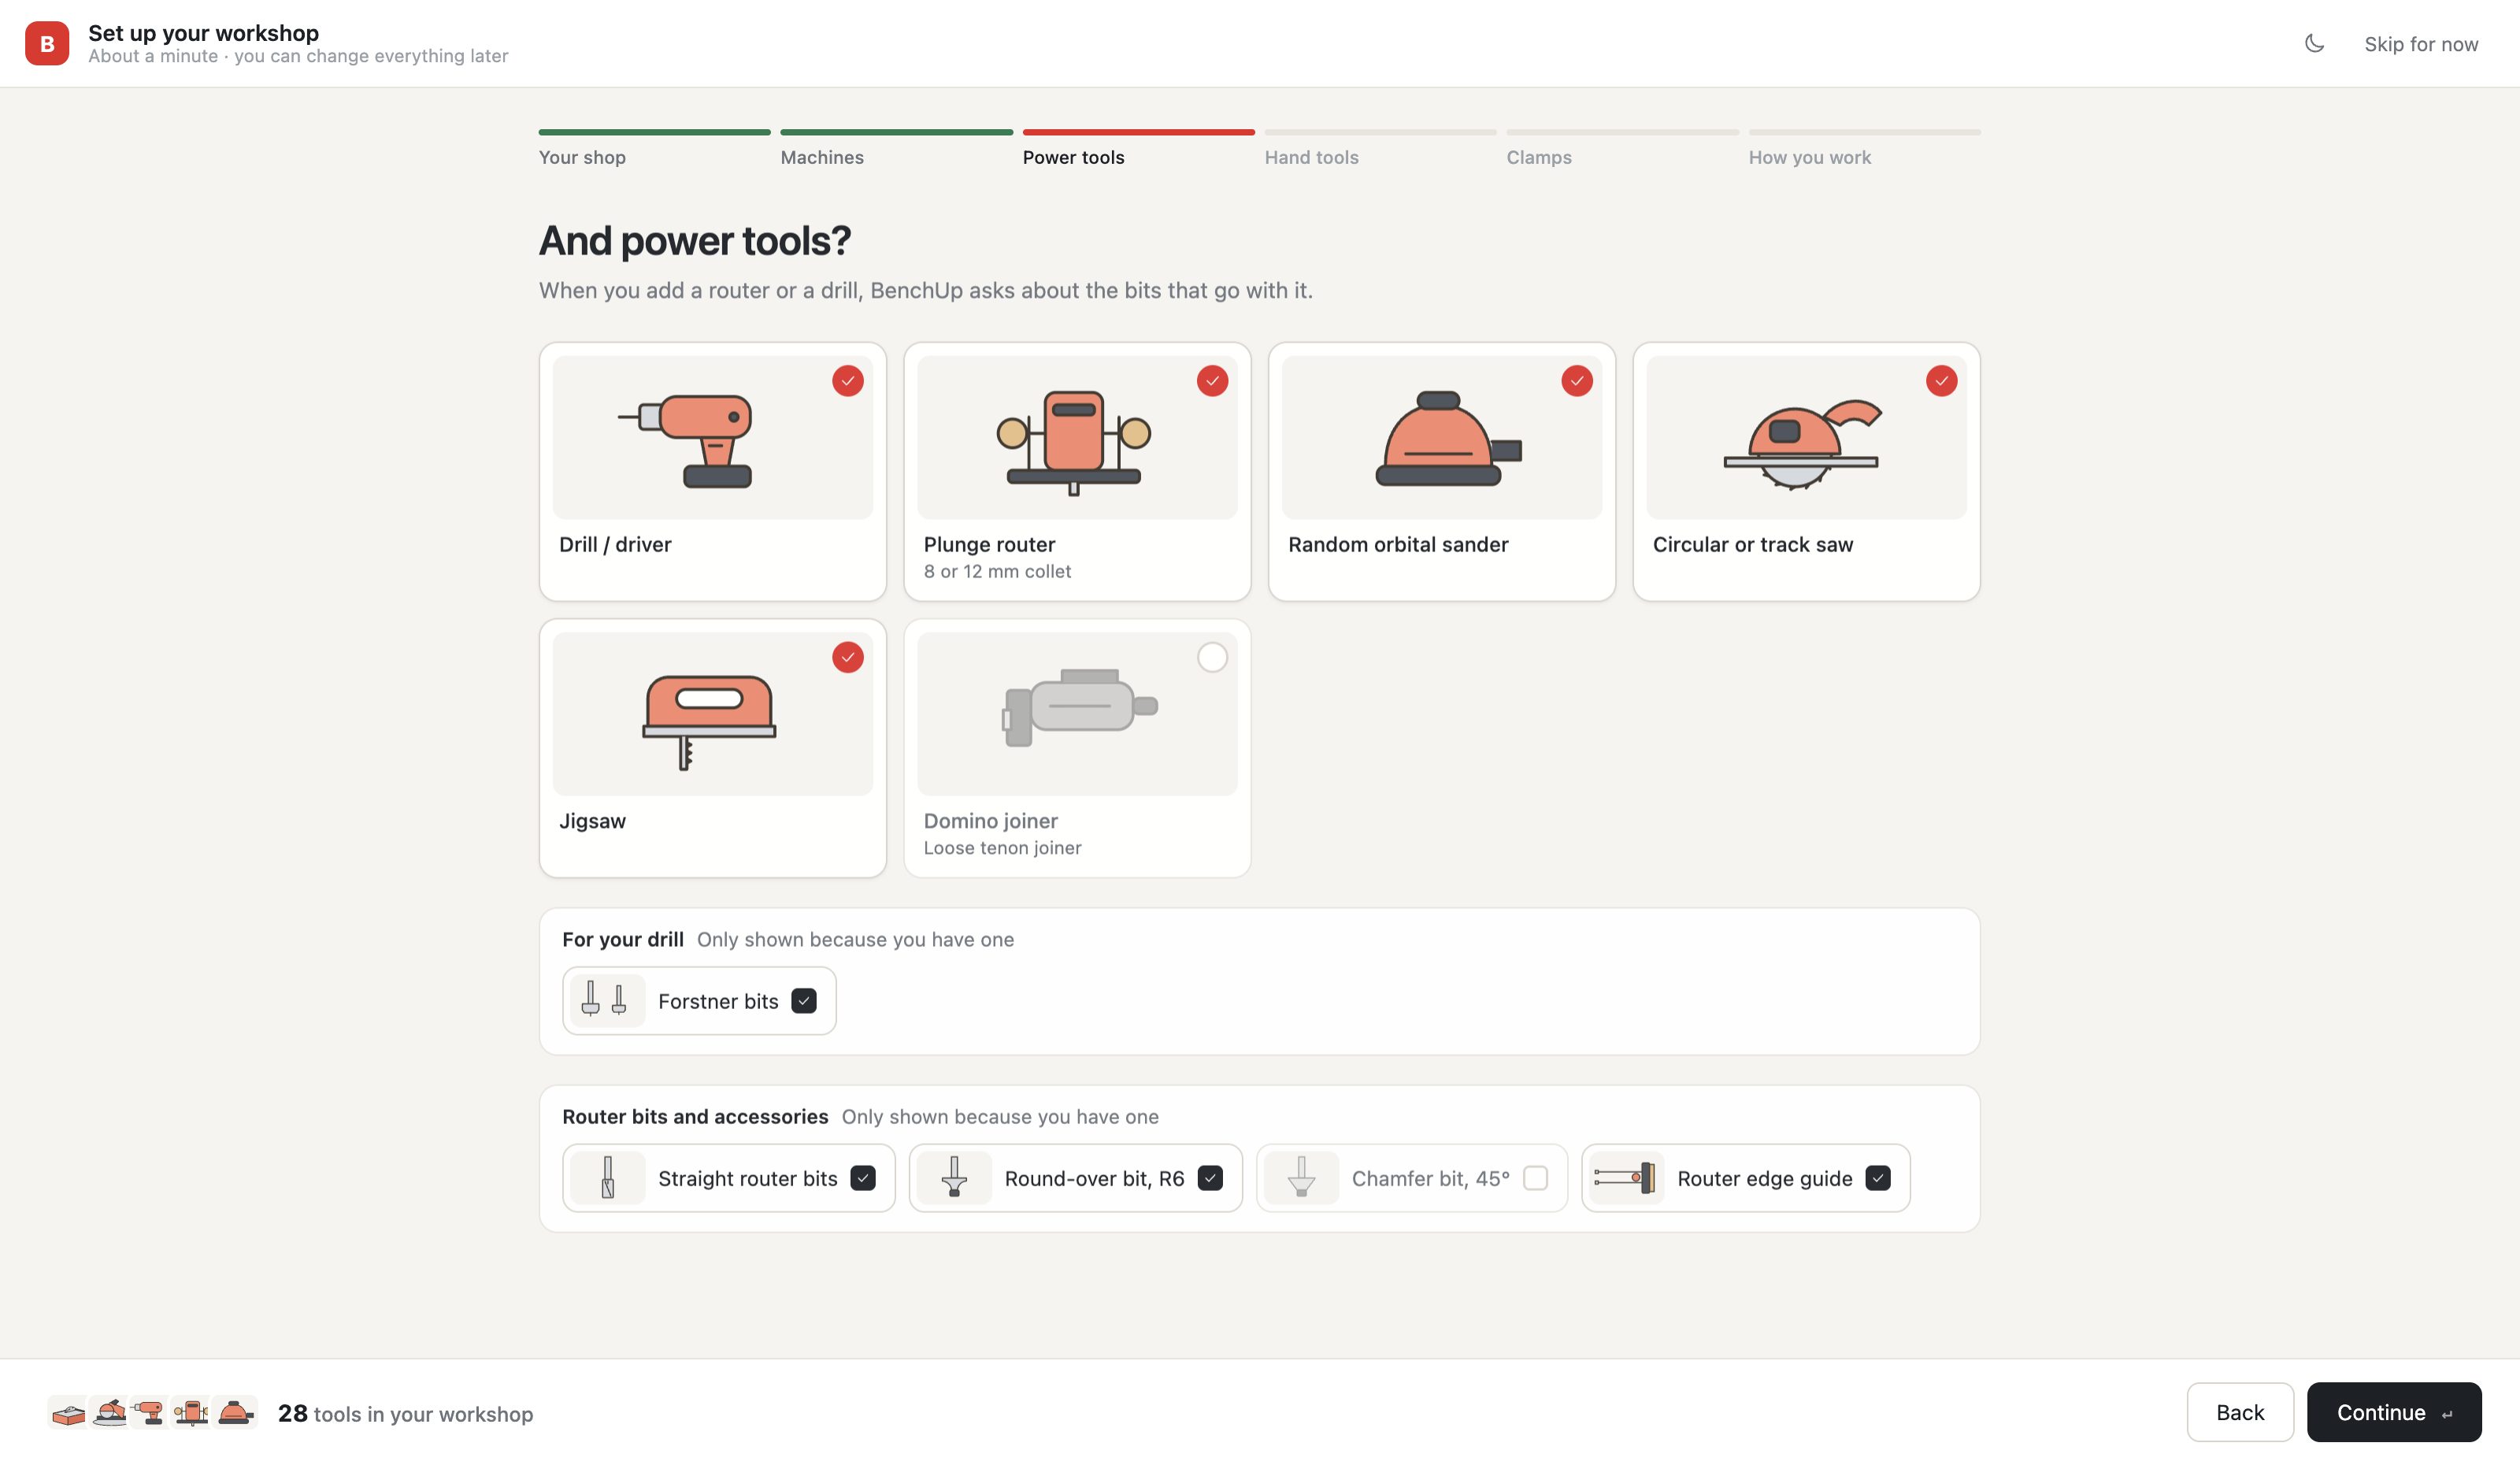 B
Set up your workshop
About a minute · you can change everything later
Skip for now
Your shop
Machines
Power tools
Hand tools
Clamps
How you work
And power tools?
When you add a router or a drill, BenchUp asks about the bits that go with it.
Drill / driver
Plunge router
8 or 12 mm collet
Random orbital sander
Circular or track saw
Jigsaw
Domino joiner
Loose tenon joiner
For your drill Only shown because you have one
Forstner bits
Router bits and accessories Only shown because you have one
Straight router bits
Round-over bit, R6
Chamfer bit, 45°
Router edge guide
28 tools in your workshop
Back
Continue ↵